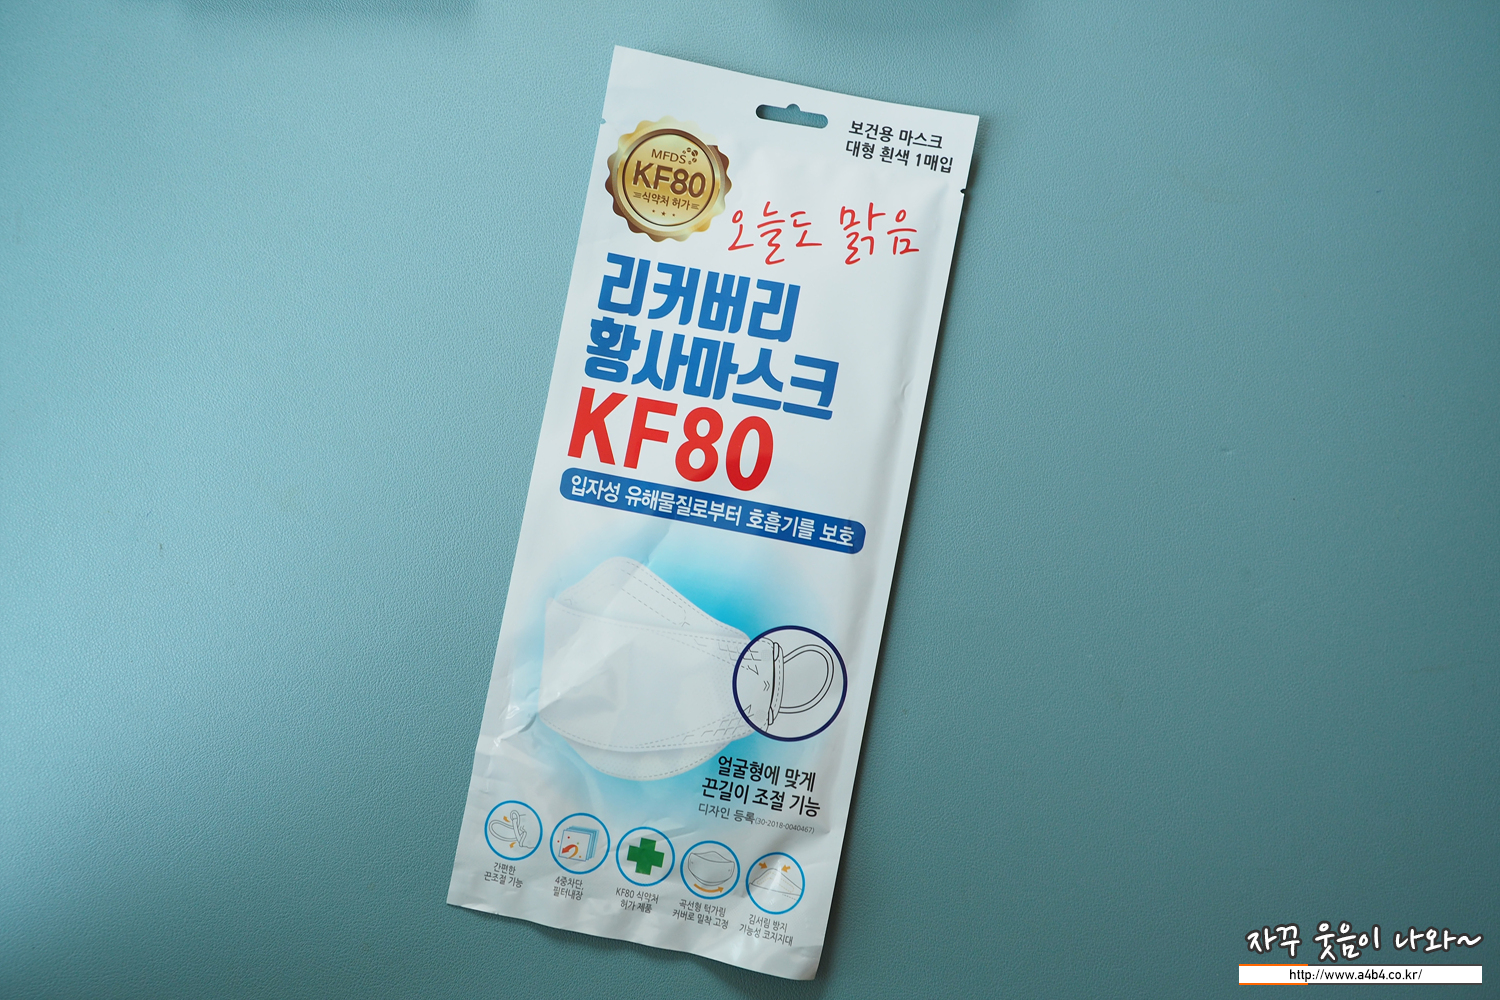 보건용 마스크
대형 흰색 1매입
MFDS
KF80
식약처 허가
오늘도 맑음
리커버리
황사마스크
KF80
입자성 유해물질로부터 호흡기를 보호
얼굴형에 맞게
끈길이 조절 기능
디자인 등록(30-2018-0040467)
간편한
끈조절 기능
4중차단,
필터내장
KF80 식약처
허가 제품
곡선형 턱가림
커버로 밀착 고정
김서림 방지
기능성 코지지대
자꾸 웃음이 나와~
http://www.a4b4.co.kr/